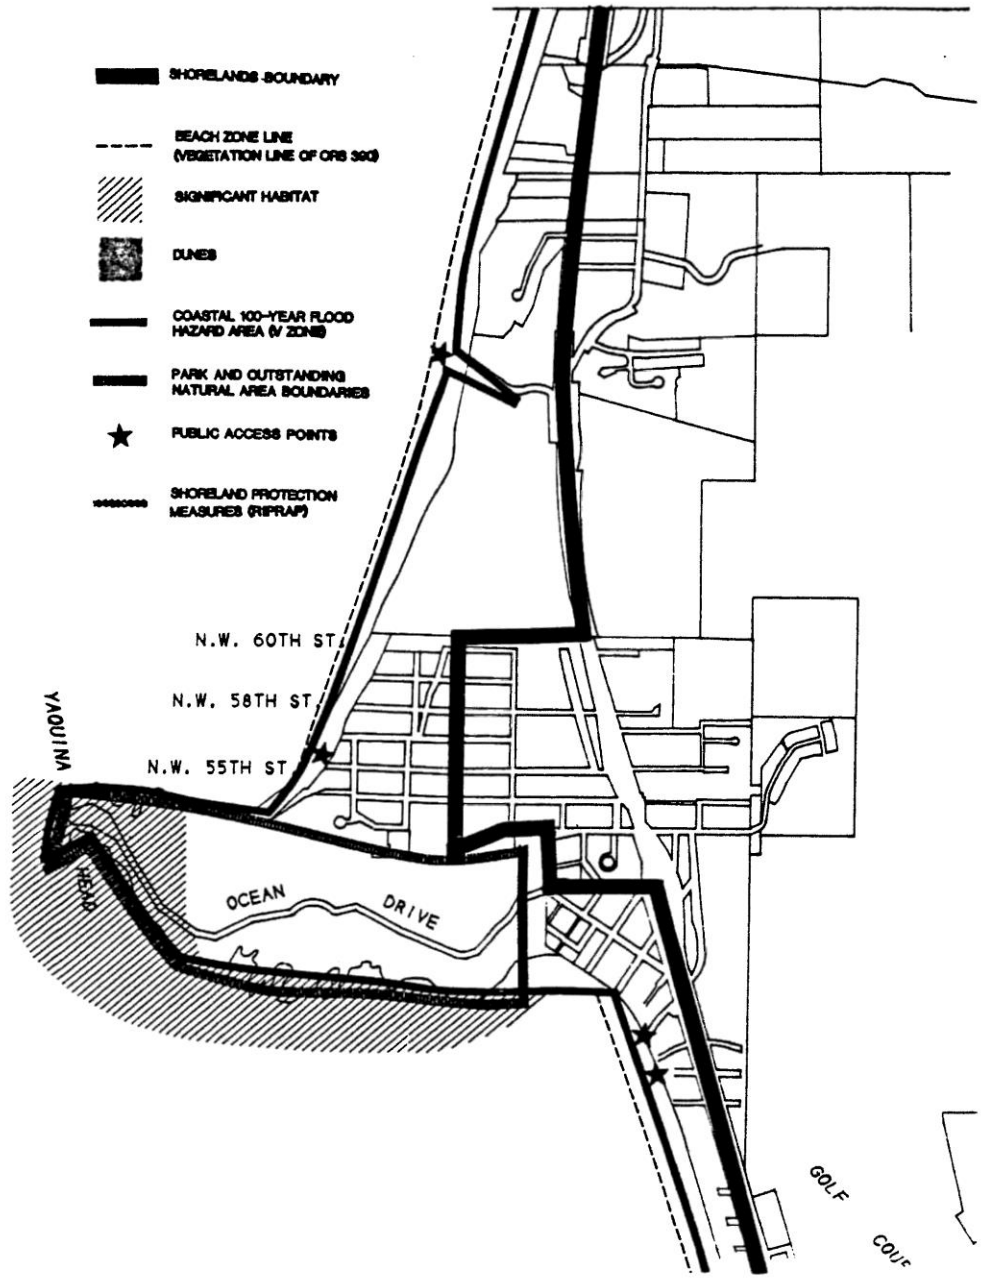 SHORELANDS BOUNDARY
BEACH ZONE LINE
(VEGETATION LINE OF ORS 390)
SIGNIFICANT HABITAT
DUNES
COASTAL 100-YEAR FLOOD
HAZARD AREA (V ZONE)
PARK AND OUTSTANDING
NATURAL AREA BOUNDARIES
PUBLIC ACCESS POINTS
SHORELAND PROTECTION
MEASURES (RIPRAP)
N.W. 60TH ST.
N.W. 58TH ST.
N.W. 55TH ST.
YAQUINA
HEAD
OCEAN DRIVE
GOLF
COUR